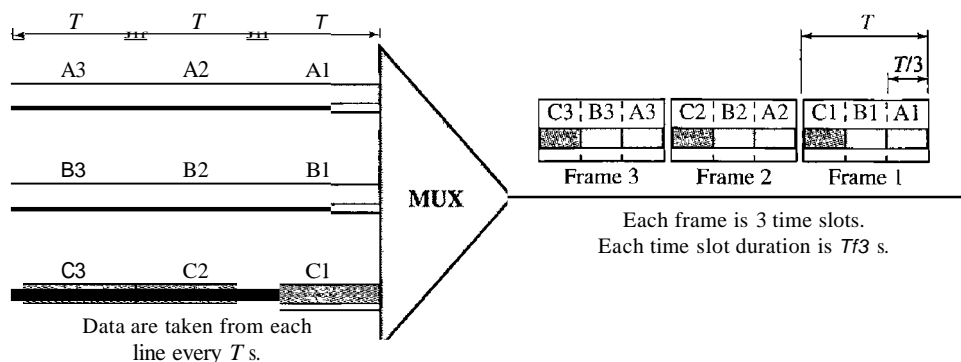 T T T
T
A3 A2 A1
T/3
C3 B3 A3 C2 B2 A2 C1 B1 A1
B3 B2 B1
Frame 3 Frame 2 Frame 1
MUX
Each frame is 3 time slots.
Each time slot duration is Tf3 s.
C3 C2 C1
Data are taken from each
line every T s.